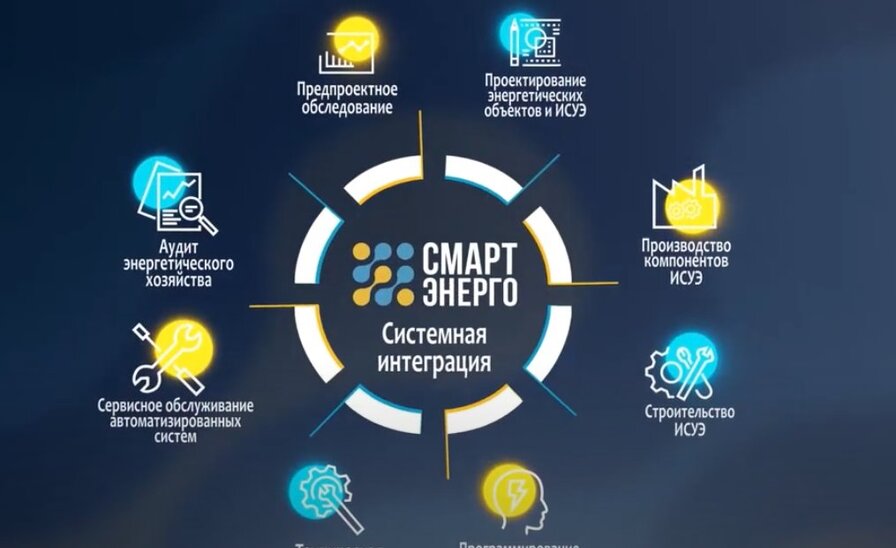 Предпроектное
обследование
Проектирование
энергетических
объектов и ИСУЭ
Аудит
энергетического
хозяйства
Производство
компонентов
ИСУЭ
СМАРТ
ЭНЕРГО
Системная
интеграция
Сервисное обслуживание
автоматизированных
систем
Строительство
ИСУЭ
Программирование